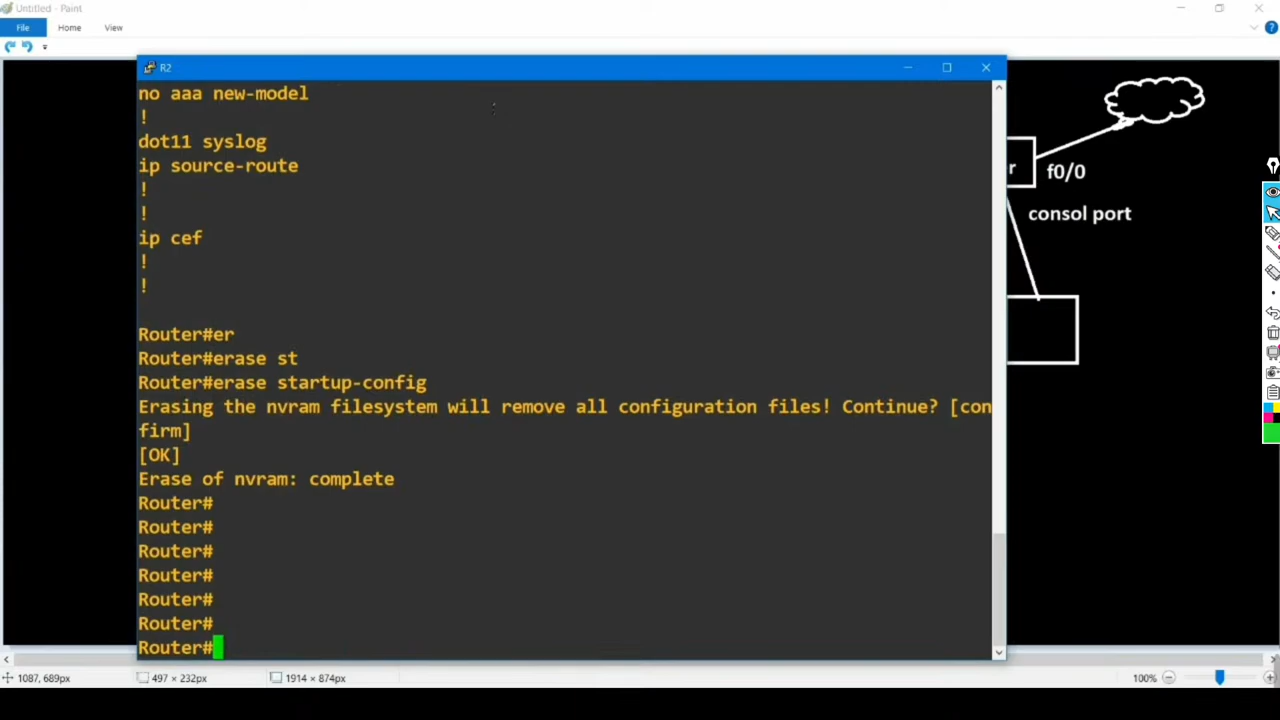 Untitled - Paint
File Home View
R2
no aaa new-model
!
dot11 syslog
ip source-route
!
!
ip cef
!
!
Router#er
Router#erase st
Router#erase startup-config
Erasing the nvram filesystem will remove all configuration files! Continue? [con
firm]
[OK]
Erase of nvram: complete
Router#
Router#
Router#
Router#
Router#
Router#
Router#
r
f0/0
consol port
1087, 689px
497 × 232px
1914 × 874px
100%